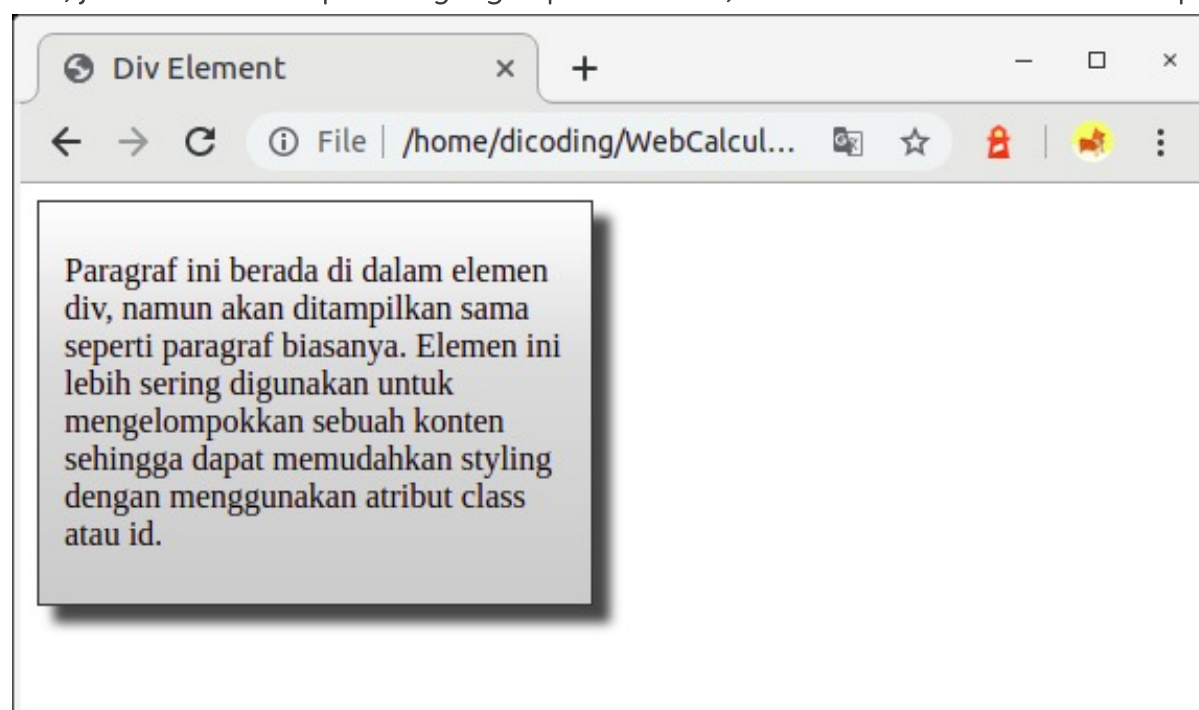 Div Element
File /home/dicoding/WebCalcul...
Paragraf ini berada di dalam elemen
div, namun akan ditampilkan sama
seperti paragraf biasanya. Elemen ini
lebih sering digunakan untuk
mengelompokkan sebuah konten
sehingga dapat memudahkan styling
dengan menggunakan atribut class
atau id.